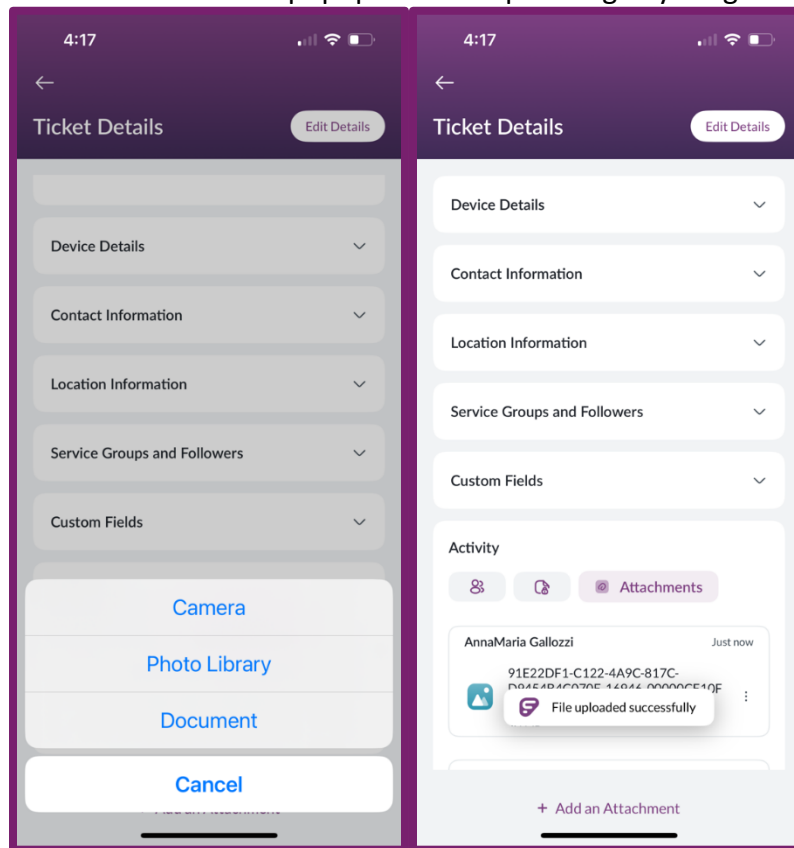 4:17
Ticket Details
Edit Details
Device Details
Contact Information
Location Information
Service Groups and Followers
Custom Fields
Camera
Photo Library
Document
Cancel
4:17
Ticket Details
Edit Details
Device Details
Contact Information
Location Information
Service Groups and Followers
Custom Fields
Activity
Attachments
AnnaMaria Gallozzi
Just now
91E22DF1-C122-4A9C-817C-
File uploaded successfully
+ Add an Attachment